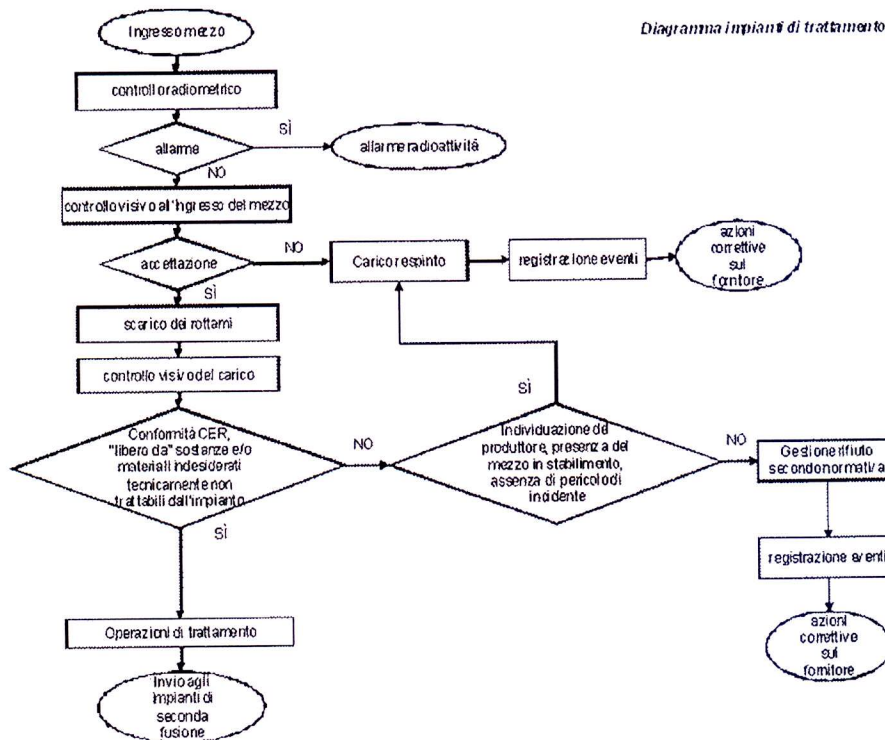 Diagramma impianti di trattamento
Ingresso mezzo
controllo radiometrico
allarme
SÌ
allarme radioattività
NO
controllo visivo all'ingresso del mezzo
accettazione
NO
Carico respinto
registrazione eventi
azioni
correttive
sul
fornitore
SÌ
scarico dei rottami
controllo visivo del carico
Conformità CER,
"libero da" sostanze e/o
materiali indesiderati
tecnicamente non
trattabili dall'impianto
NO
SÌ
Individuazione del
produttore, presenza del
mezzo in stabilimento,
assenza di pericolo di
incidente
SÌ
NO
Gestione rifiuto
secondo normativa
registrazione eventi
azioni
correttive
sul
fornitore
Operazioni di trattamento
Invio agli
impianti di
seconda
fusione